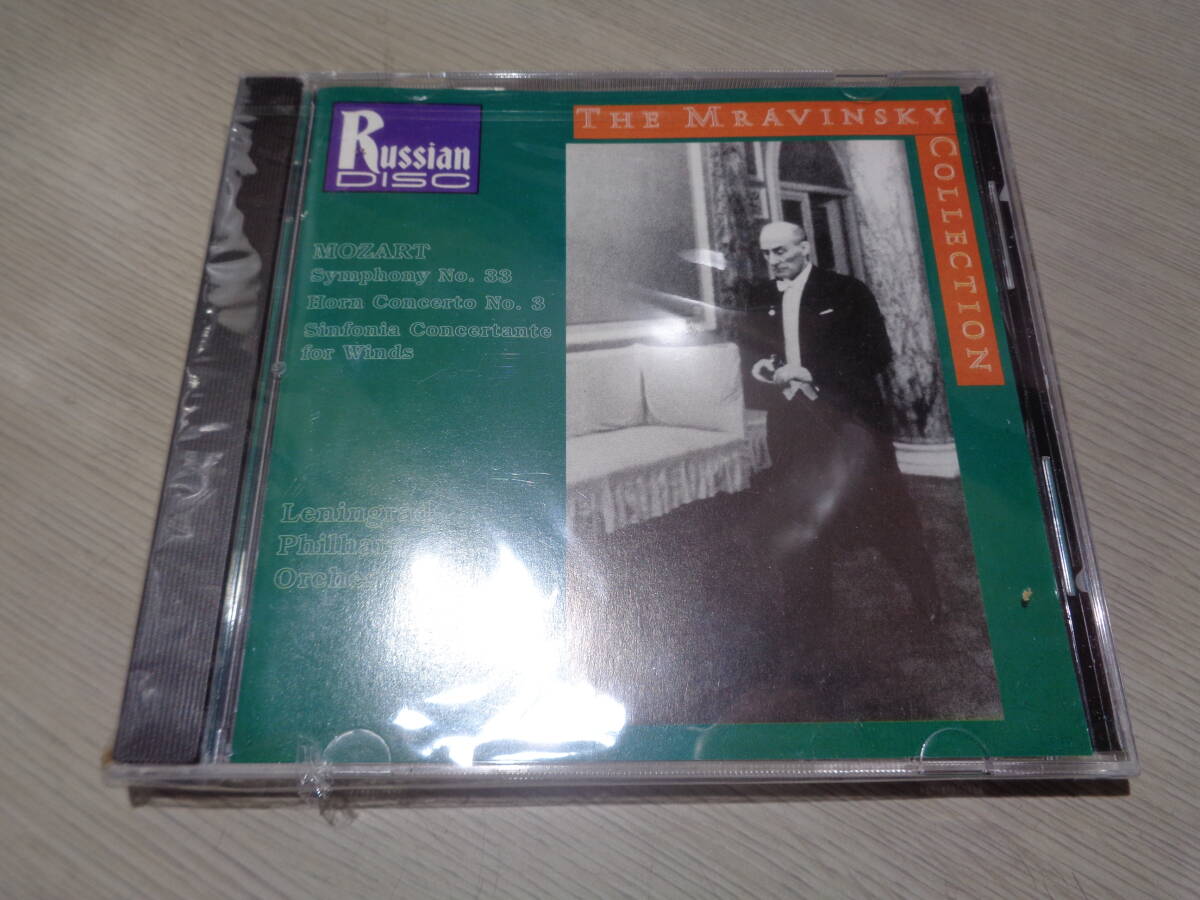 Russian
DISC
THE MRAVINSKY
COLLECTION
MOZART
Symphony No. 33
Horn Concerto No. 3
Sinfonia Concertante
for Winds
Leningrad